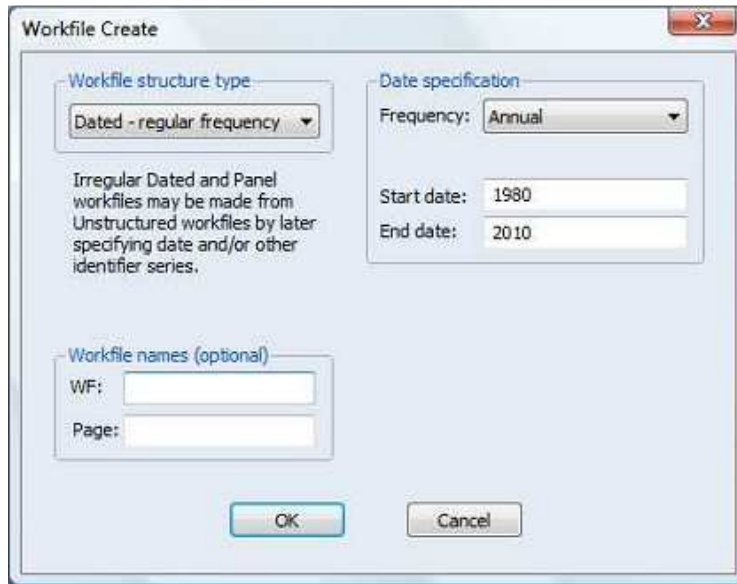 Workfile Create
Workfile structure type
Dated - regular frequency
Irregular Dated and Panel
workfiles may be made from
Unstructured workfiles by later
specifying date and/or other
identifier series.
Date specification
Frequency: Annual
Start date: 1980
End date: 2010
Workfile names (optional)
WF:
Page:
OK Cancel